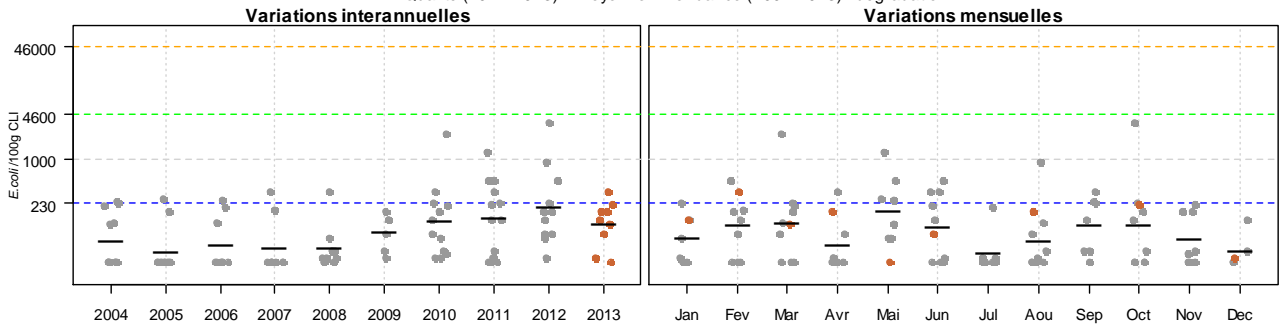 Variations interannuelles
Variations mensuelles
E.coli/100g CLI
46000
4600
1000
230
2004 2005 2006 2007 2008 2009 2010 2011 2012 2013
Jan Fev Mar Avr Mai Jun Jul Aou Sep Oct Nov Dec